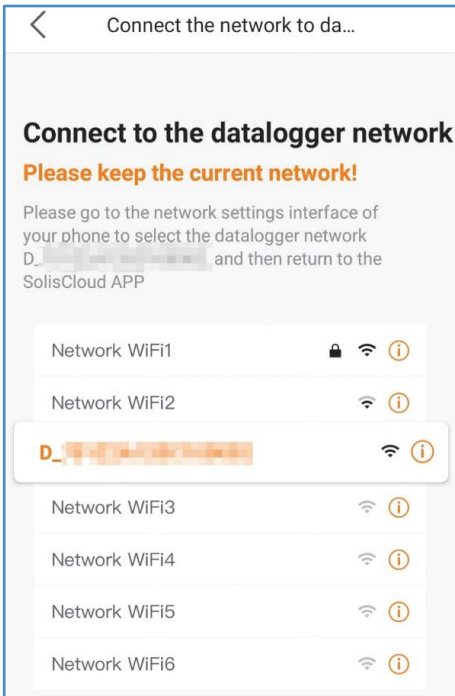 Connect the network to da...
Connect to the datalogger network
Please keep the current network!
Please go to the network settings interface of
your phone to select the datalogger network
D_ and then return to the
SolisCloud APP
Network WiFi1
Network WiFi2
D_
Network WiFi3
Network WiFi4
Network WiFi5
Network WiFi6